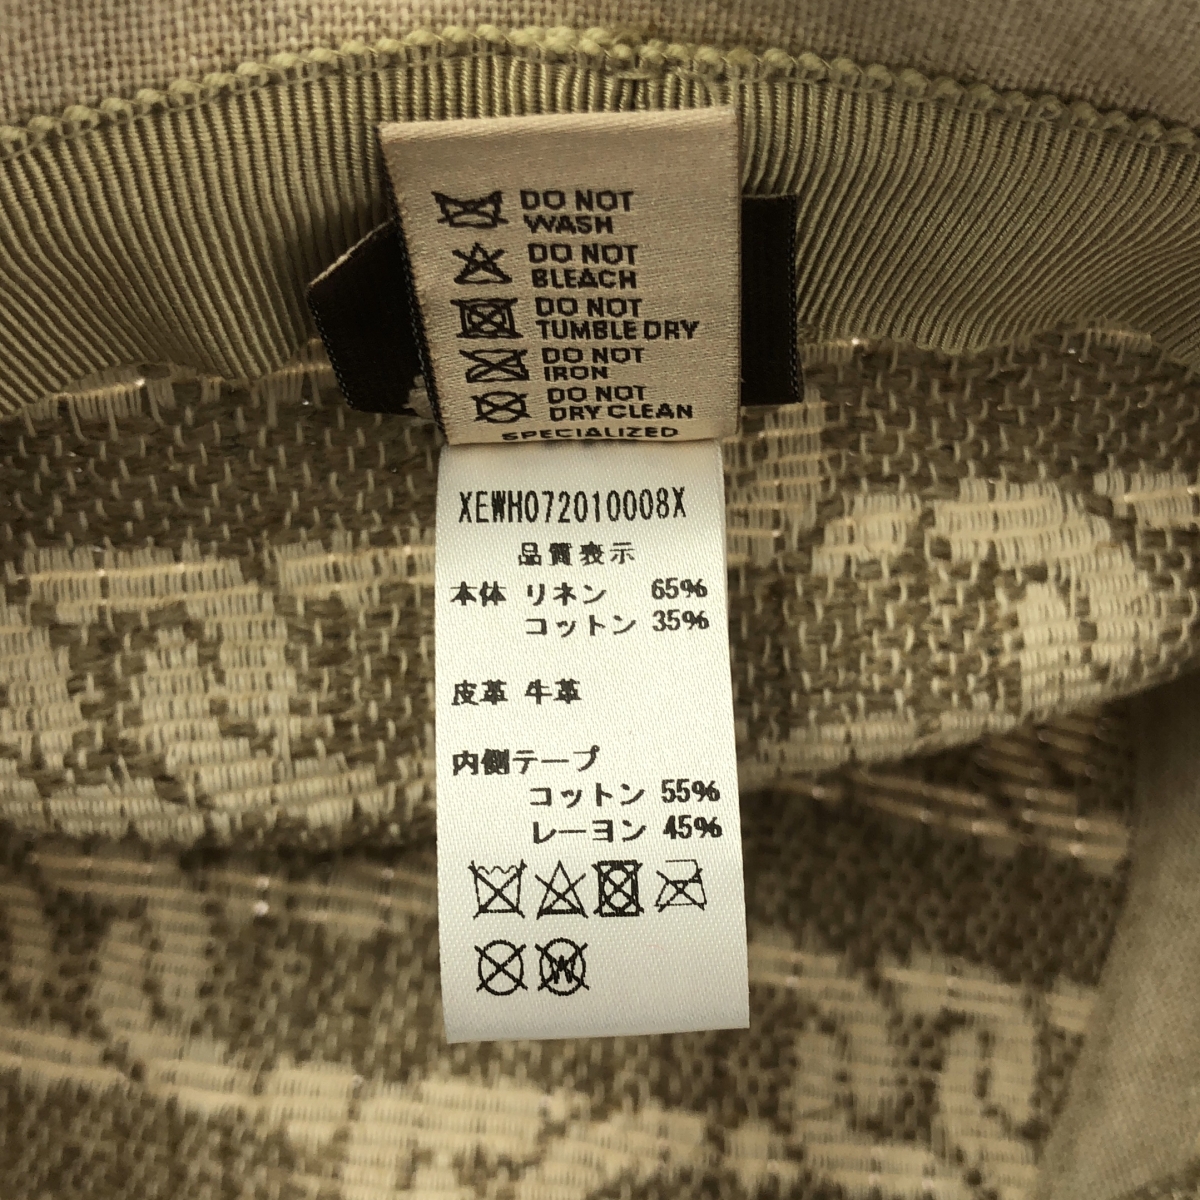 DO NOT
WASH
DO NOT
BLEACH
DO NOT
TUMBLE DRY
DO NOT
IRON
DO NOT
DRY CLEAN
SPECIALIZED
XEWH072010008X
品質表示
本体 リネン 65%
コットン 35%
皮革 牛革
内側テープ
コットン 55%
レーヨン 45%
W